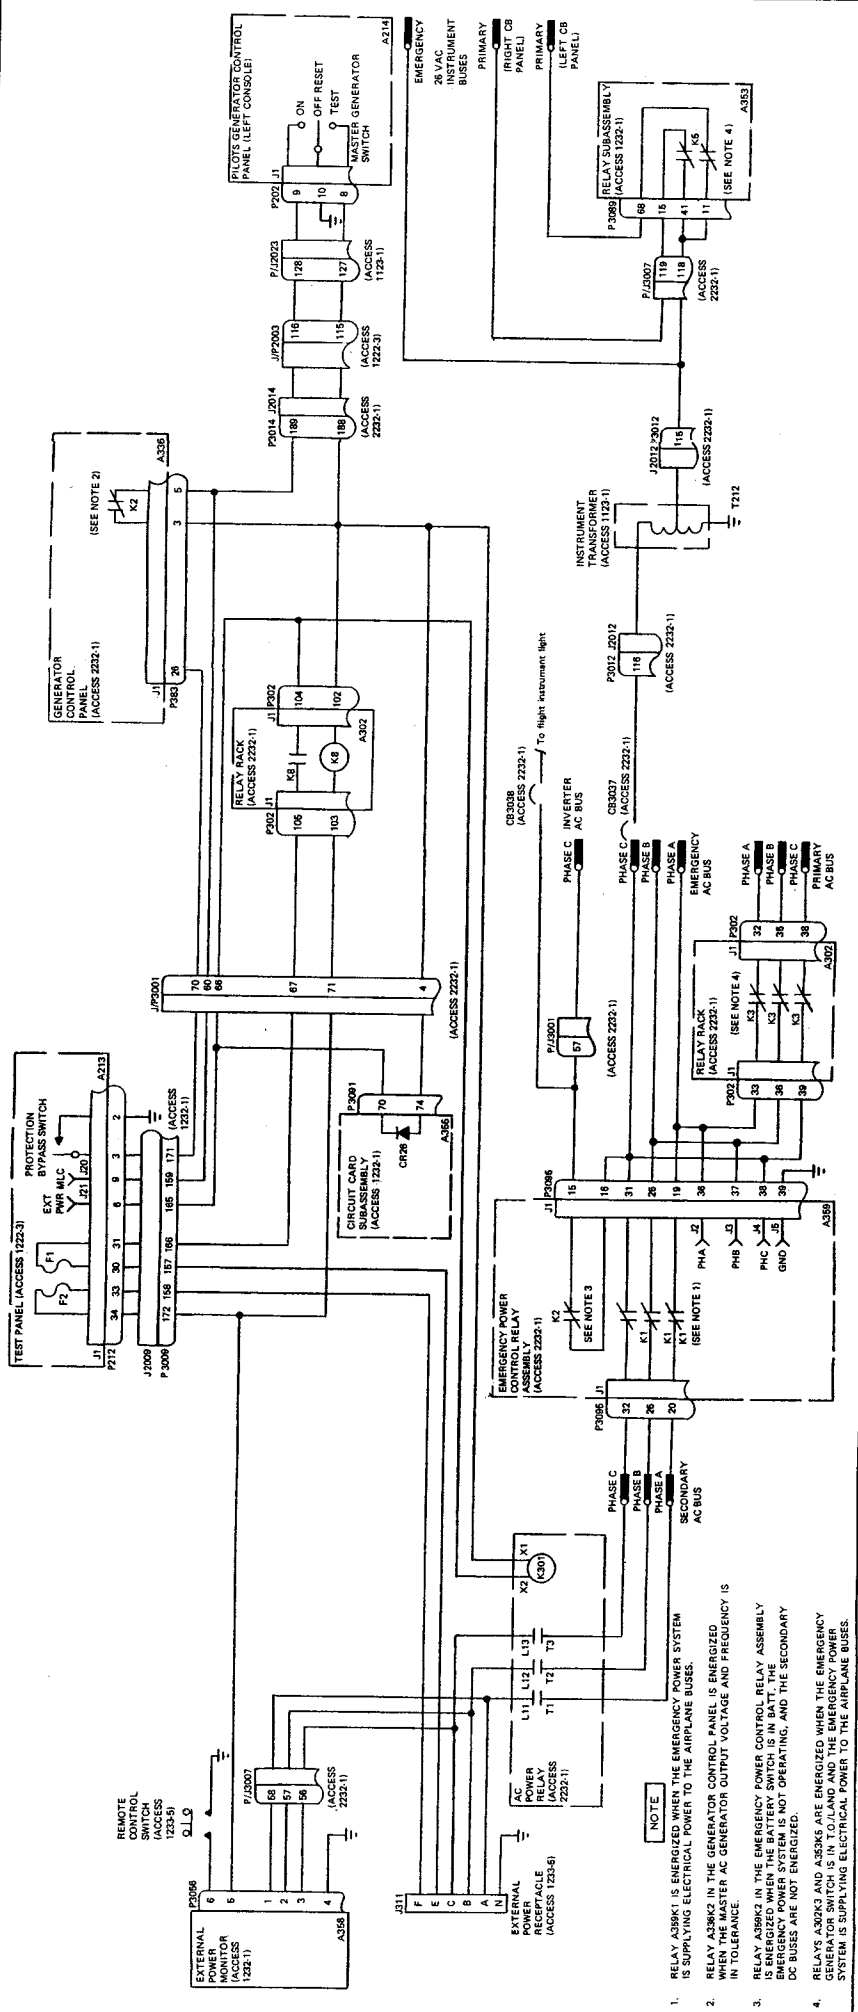 PILOTS GENERATOR CONTROL
PANEL (LEFT CONSOLE)
A214
ON
OFF RESET
TEST
MASTER GENERATOR
SWITCH
J1
P202
9
10
8
P/J2023
128
127
(ACCESS
1123-1)
J/P2003
116
115
(ACCESS
1222-3)
P3014 J2014
189
188
(ACCESS
2232-1)
EMERGENCY
26 VAC
INSTRUMENT
BUSES
PRIMARY
(RIGHT CB
PANEL)
PRIMARY
(LEFT CB
PANEL)
RELAY SUBASSEMBLY
(ACCESS 1232-1)
A353
K5
(SEE NOTE 4)
P3089
68
15
41
11
P/J3007
119
118
(ACCESS
2232-1)
J2012 P3012
115
(ACCESS 2232-1)
INSTRUMENT
TRANSFORMER
(ACCESS 1123-1)
T212
P3012 J2012
116
(ACCESS 2232-1)
GENERATOR
CONTROL
PANEL
(ACCESS 2232-1)
A336
(SEE NOTE 2)
K2
J1
P383
26
3
5
RELAY RACK
(ACCESS 2232-1)
J1
P302
104
102
A302
K8
K8
P302
J1
105
103
CB3038
(ACCESS 2232-1)
To flight instrument light
PHASE C
INVERTER
AC BUS
CB3037
(ACCESS 2232-1)
PHASE C
PHASE B
PHASE A
EMERGENCY
AC BUS
PHASE A
PHASE B
PHASE C
PRIMARY
AC BUS
J1 P302
32
35
38
A302
RELAY RACK
(ACCESS 2232-1)
(SEE NOTE 4)
K3
K3
K3
P302 J1
33
36
39
J/P3001
70
60
66
67
71
4
(ACCESS 2232-1)
P/J3001
57
(ACCESS 2232-1)
TEST PANEL (ACCESS 1222-3)
A213
PROTECTION
BYPASS SWITCH
EXT
PWR MLC
J21
J20
F1
F2
J1
P212
34
33
30
31
6
9
3
2
J2009
P3009
172
158
157
166
165
159
171
(ACCESS
1232-1)
P3091
70
74
A355
CR26
CIRCUIT CARD
SUBASSEMBLY
(ACCESS 1232-1)
J1 P3095
15
16
31
25
19
36
37
38
39
A359
K2
SEE NOTE 3
K1
K1
K1
(SEE NOTE 1)
PHA
J2
PHB
J3
PHC
J4
GND
J5
EMERGENCY POWER
CONTROL RELAY
ASSEMBLY
(ACCESS 2232-1)
P3095
J1
32
26
20
PHASE C
PHASE B
PHASE A
SECONDARY
AC BUS
X1
X2
K301
L13
T3
L12
T2
L11
T1
AC
POWER
RELAY
(ACCESS
2232-1)
REMOTE
CONTROL
SWITCH
(ACCESS
1233-5)
P/J3007
58
57
56
(ACCESS
2232-1)
P3056
6
5
1
2
3
4
A358
EXTERNAL
POWER
MONITOR
(ACCESS
1232-1)
J311
F
E
C
B
A
N
EXTERNAL
POWER
RECEPTACLE
(ACCESS 1233-5)
NOTE
1. RELAY A359K1 IS ENERGIZED WHEN THE EMERGENCY POWER SYSTEM
IS SUPPLYING ELECTRICAL POWER TO THE AIRPLANE BUSES.
2. RELAY A336K2 IN THE GENERATOR CONTROL PANEL IS ENERGIZED
WHEN THE MASTER AC GENERATOR OUTPUT VOLTAGE AND FREQUENCY IS
IN TOLERANCE.
3. RELAY A359K2 IN THE EMERGENCY POWER CONTROL RELAY ASSEMBLY
IS ENERGIZED WHEN THE BATTERY SWITCH IS IN BATT, THE
EMERGENCY POWER SYSTEM IS NOT OPERATING, AND THE SECONDARY
DC BUSES ARE NOT ENERGIZED.
4. RELAYS A302K3 AND A353K5 ARE ENERGIZED WHEN THE EMERGENCY
GENERATOR SWITCH IS IN T.O./LAND AND THE EMERGENCY POWER
SYSTEM IS SUPPLYING ELECTRICAL POWER TO THE AIRPLANE BUSES.